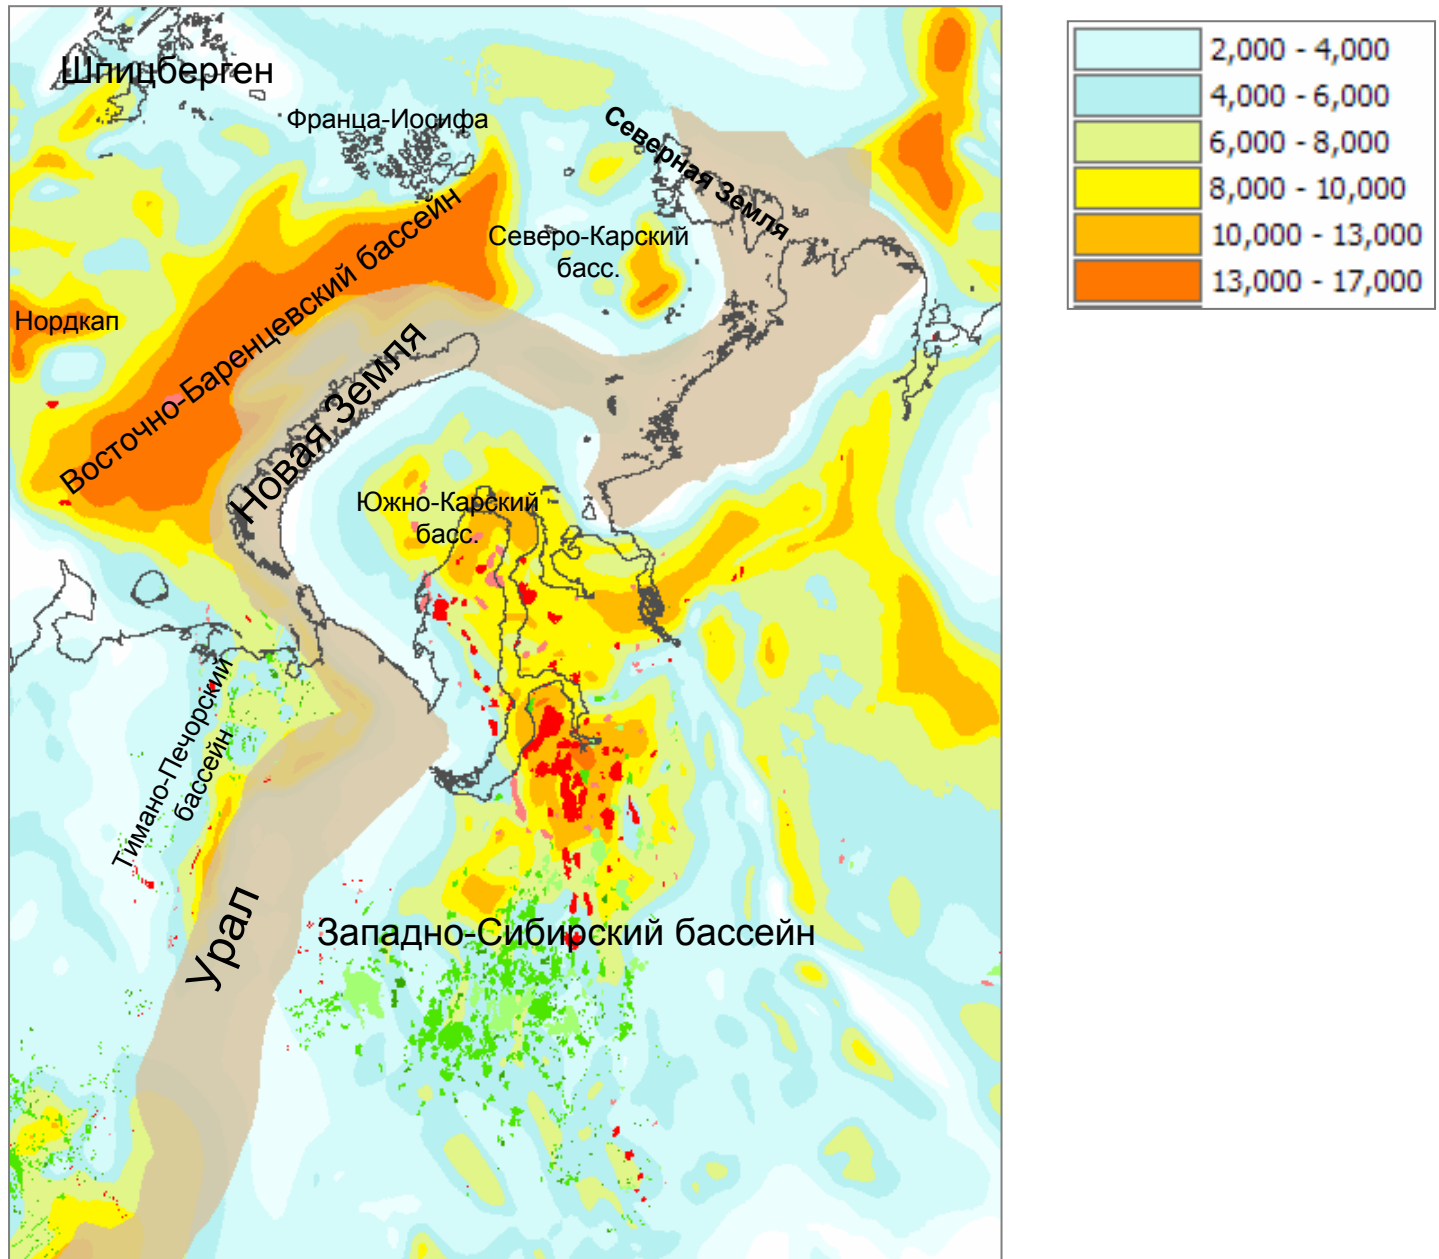 Шпицберген
Франца-Иосифа
Северная Земля
Северо-Карский
басс.
Восточно-Баренцевский бассейн
Нордкап
Новая Земля
Южно-Карский
басс.
Тимано-Печорский
бассейн
Урал
Западно-Сибирский бассейн
2,000 - 4,000
4,000 - 6,000
6,000 - 8,000
8,000 - 10,000
10,000 - 13,000
13,000 - 17,000